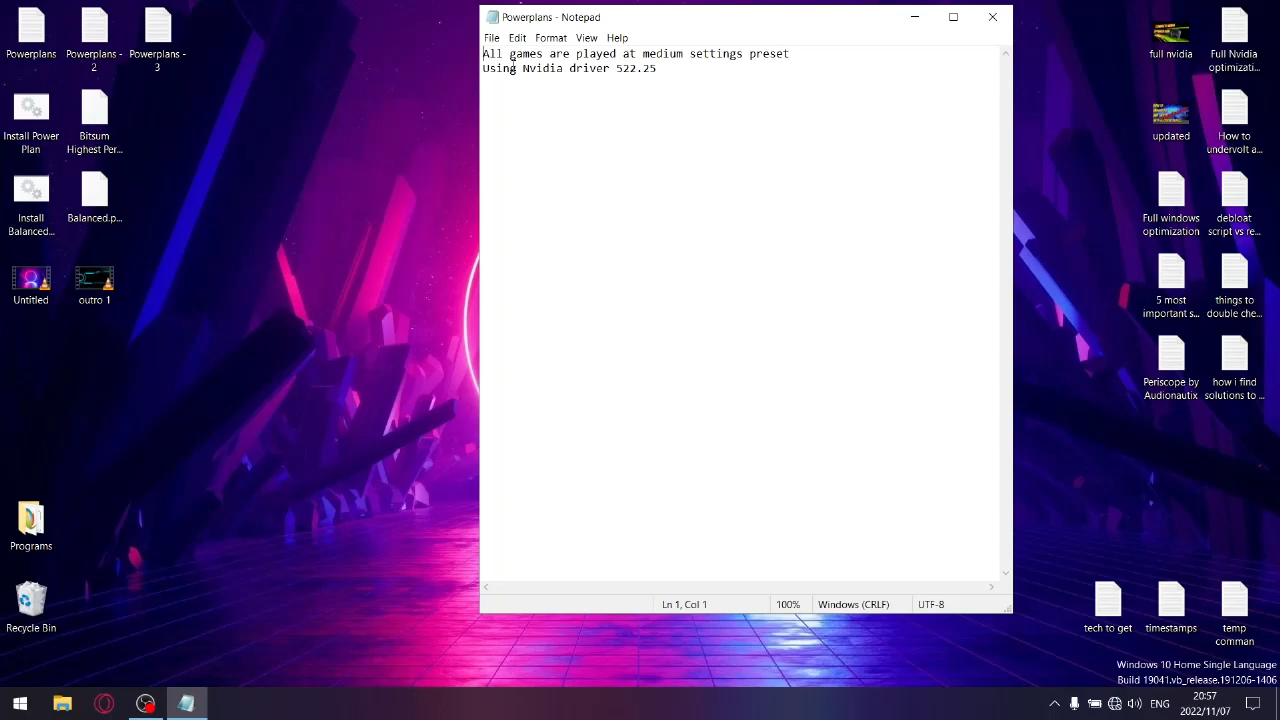 Powerplans - Notepad
File Edit Format View Help
All games are played at medium settings preset
Using Nvidia driver 522.25
Ln 1, Col 1
100%
Windows (CRLF)
UTF-8
Powerplans
Powerplans - 2
Powerplans - 3
Install Power Plan
Bitsum Highest Per...
Install Balanced...
Balanced.p...
Untitled
outro 1
Programs
Recycle Bin
full nvidia
Full Nvidia optimizati...
updated
How to undervolt a...
Full windows optimization
debloat script vs re...
5 most important s...
things to double che...
Periscope by Audionautix
how i find solutions to ...
tech to get!
timestamps
temp comman
Windows 10 Home Single Language
Build 19041.vb_release.191206-1406
ENG
20:57
2022/11/07